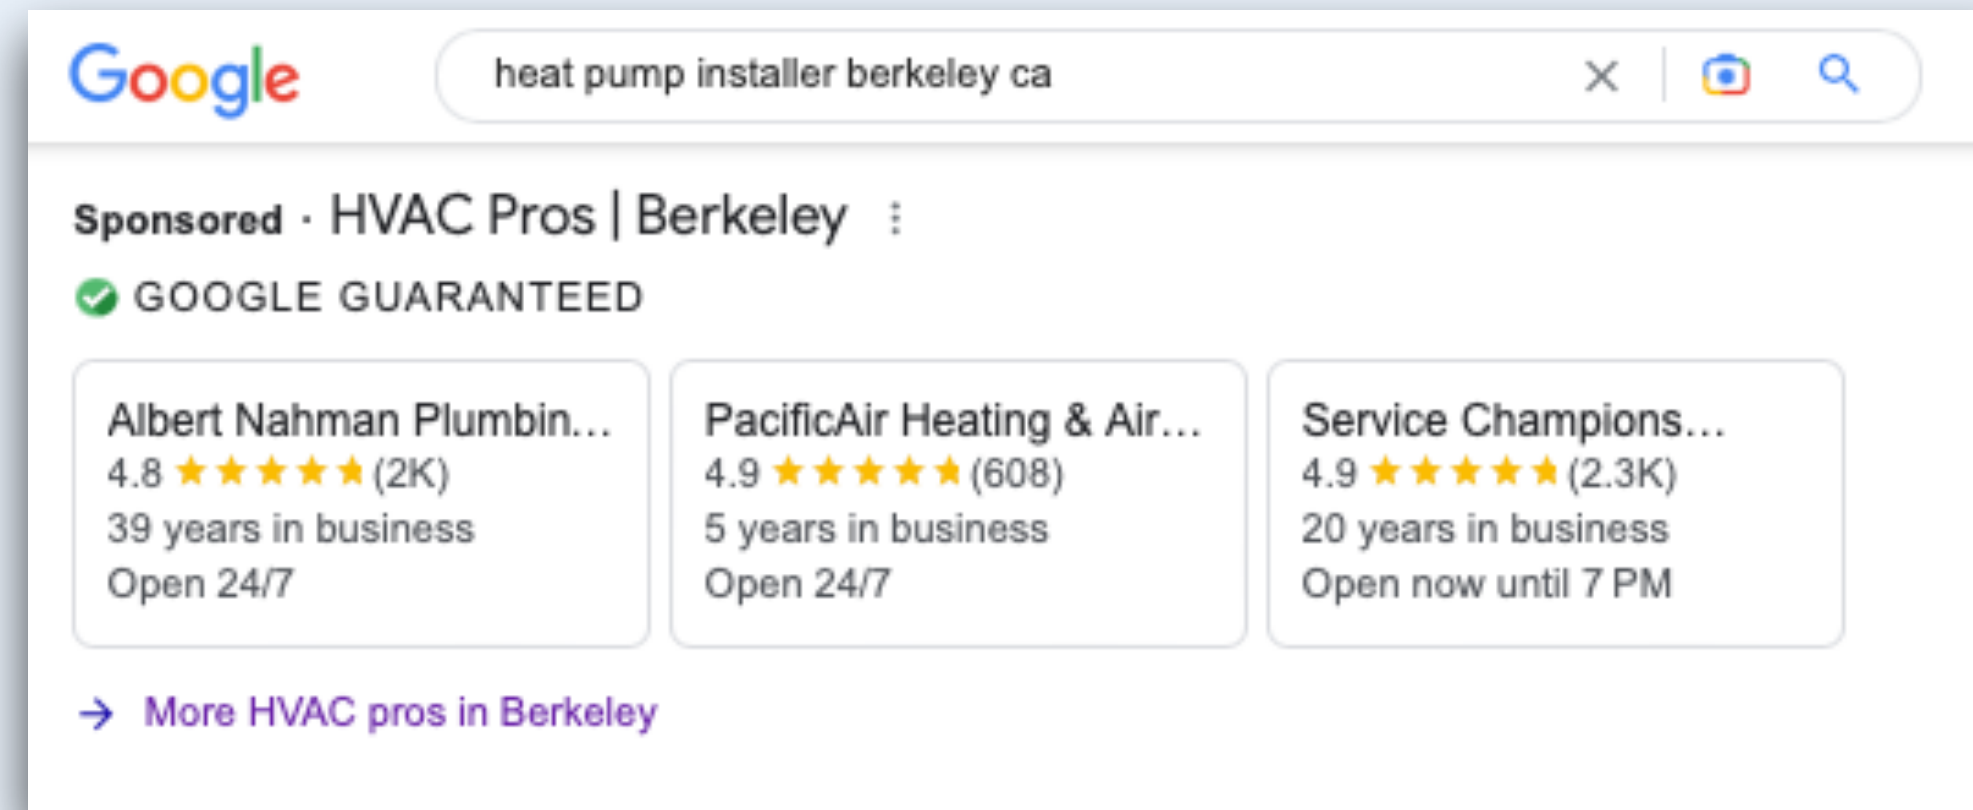 Google
heat pump installer berkeley ca
Sponsored · HVAC Pros | Berkeley
GOOGLE GUARANTEED
Albert Nahman Plumbin...
4.8 (2K)
39 years in business
Open 24/7
PacificAir Heating & Air...
4.9 (608)
5 years in business
Open 24/7
Service Champions...
4.9 (2.3K)
20 years in business
Open now until 7 PM
→ More HVAC pros in Berkeley